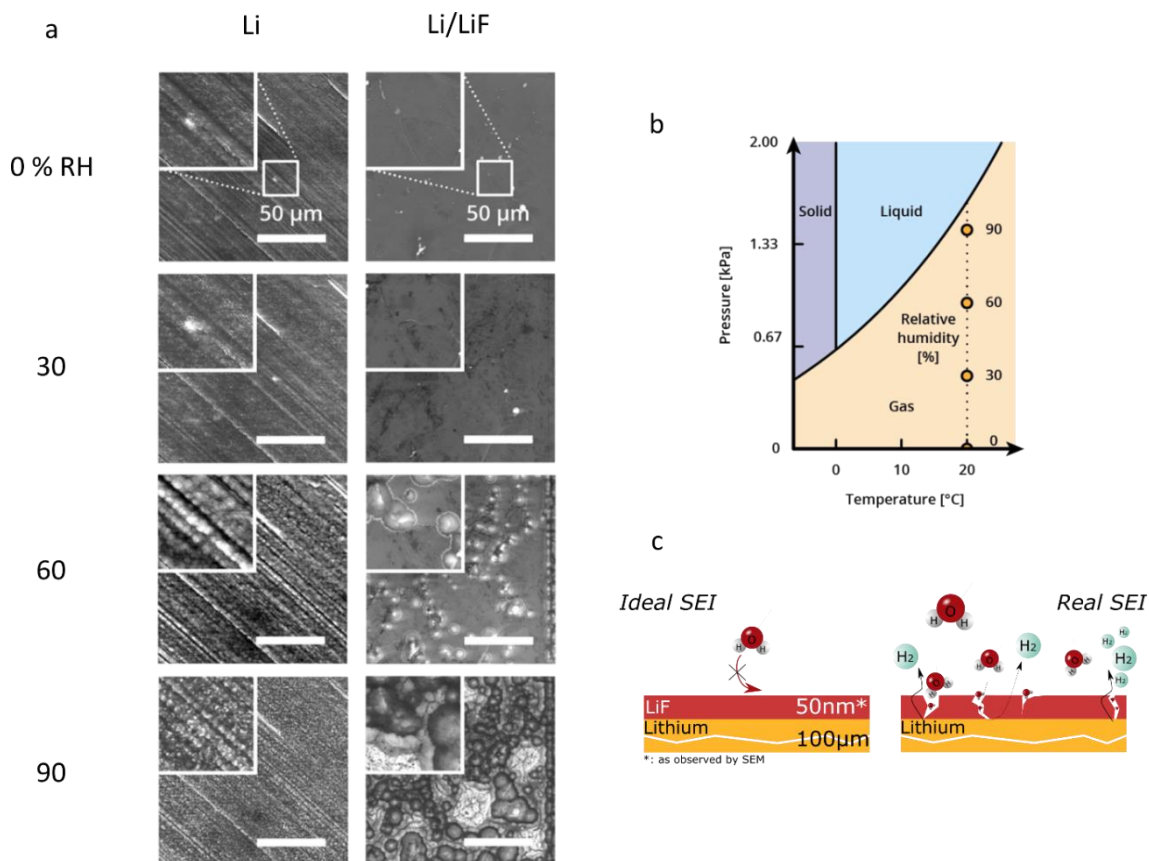 a
Li
Li/LiF
0 % RH
50 µm
50 µm
30
60
90
b
2.00
1.33
0.67
0
Pressure [kPa]
Solid
Liquid
Gas
Relative
humidity
[%]
90
60
30
0
0
10
20
Temperature [°C]
c
Ideal SEI
Real SEI
O
H
H
O
H
H
H₂
H₂
H₂
H₂
H₂
H₂
O
O
O
LiF
50nm*
Lithium
100µm
*: as observed by SEM
Lithium